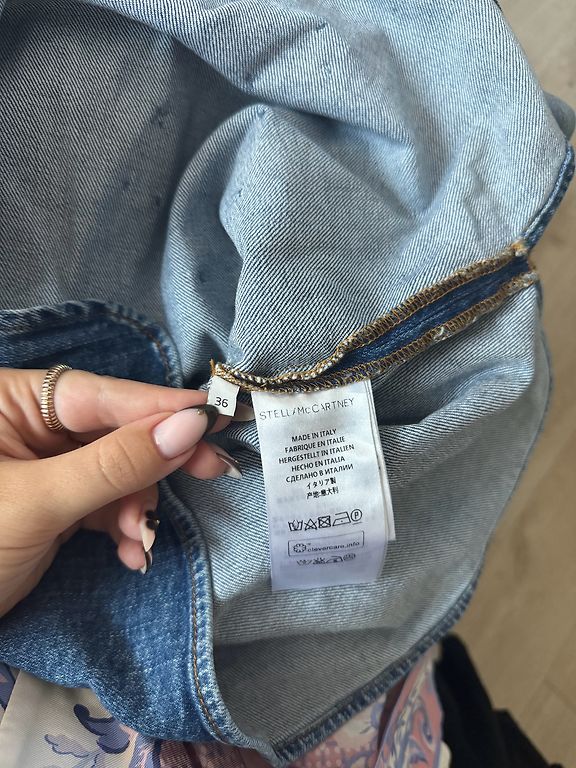 36
STELLA McCARTNEY
MADE IN ITALY
FABRIQUE EN ITALIE
HERGESTELLT IN ITALIEN
HECHO EN ITALIA
СДЕЛАНО В ИТАЛИИ
イタリア製
产地:意大利
P
clevercare.info